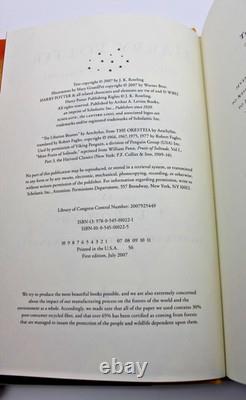 Text copyright © 2007 by J. K. Rowling
Illustrations by Mary GrandPré copyright © 2007 by Warner Bros.
HARRY POTTER & all related characters and elements are TM of and © WBEI.
Harry Potter Publishing Rights © J. K. Rowling.
All rights reserved. Published by Arthur A. Levine Books,
an imprint of Scholastic Inc., Publishers since 1920.
SCHOLASTIC, the LANTERN LOGO, and associated logos are
trademarks and/or registered trademarks of Scholastic Inc.
"The Libation Bearers" by Aeschylus, from THE ORESTEIA by Aeschylus,
translated by Robert Fagles, copyright © 1966, 1967, 1975, 1977 by Robert Fagles.
Used by permission of Viking Penguin, a division of Penguin Group (USA) Inc.
"More Fruits of Solitude," reprinted from William Penn, Fruits of Solitude, Vol I.,
Part 3, the Harvard Classics (New York: P.F. Collier & Son, 1909-14).
No part of this publication may be reproduced, or stored in a retrieval system, or transmitted
in any form or by any means, electronic, mechanical, photocopying, recording, or otherwise,
without written permission of the publisher. For information regarding permission, write to
Scholastic Inc., Attention: Permissions Department, 557 Broadway, New York, NY 10012.
Library of Congress Control Number: 2007925449
ISBN-13: 978-0-545-01022-1
ISBN-10: 0-545-01022-5
10 9 8 7 6 5 4 3 2 1 07 08 09 10 11
Printed in the U.S.A. 56
First edition, July 2007
We try to produce the most beautiful books possible, and we are also extremely concerned
about the impact of our manufacturing process on the forests of the world and the
environment as a whole. Accordingly, we made sure that all of the paper we used contains 30%
post-consumer recycled fiber, and that over 65% has been certified as coming from forests
that are managed to insure the protection of the people and wildlife dependent upon them.
ebay